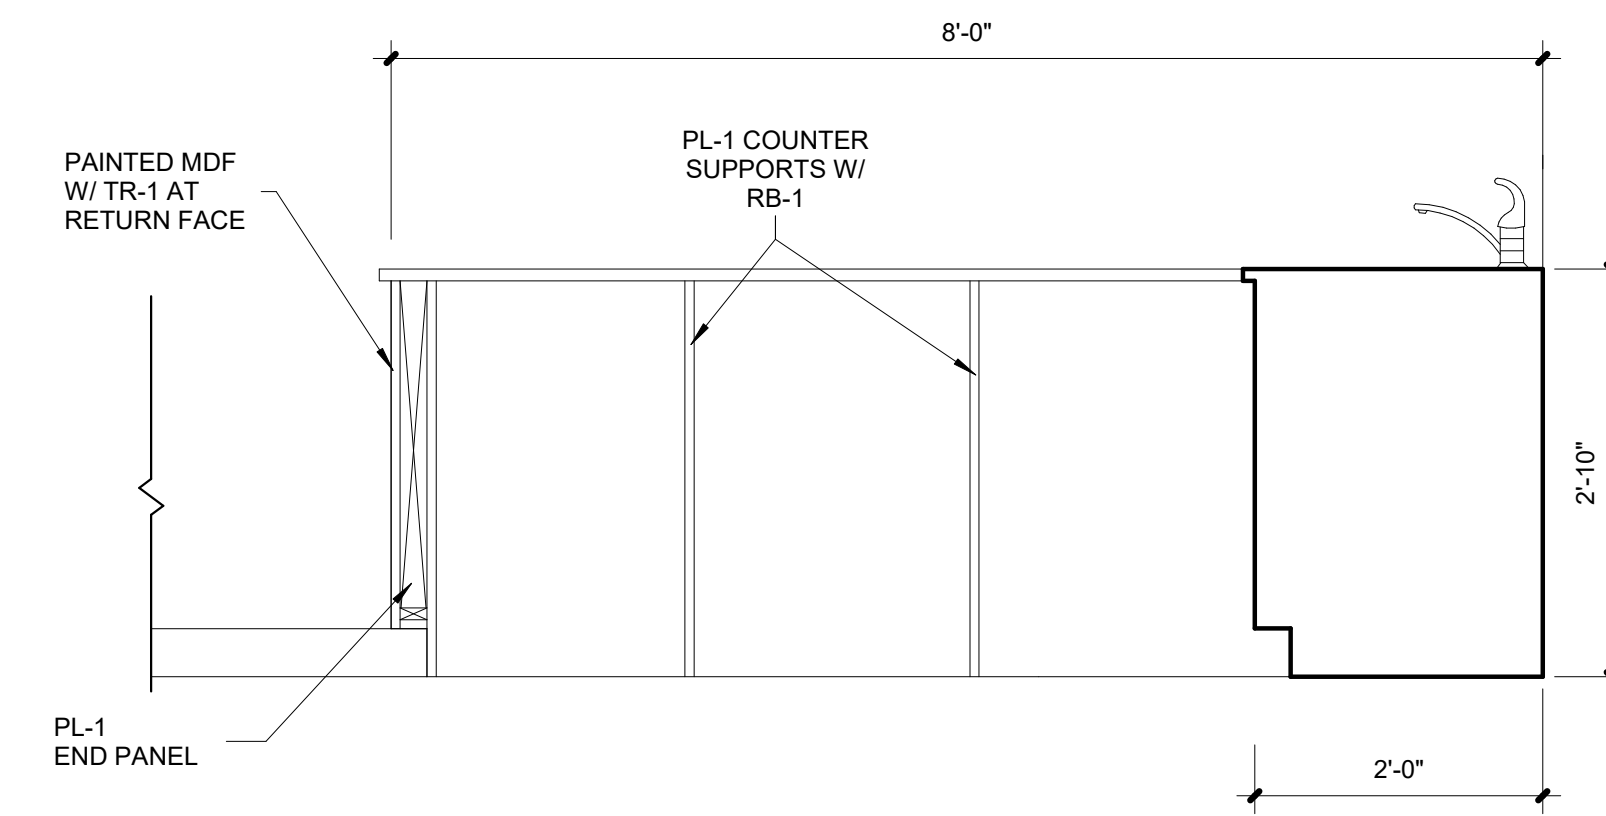 8'-0"
PL-1 COUNTER
SUPPORTS W/
RB-1
PAINTED MDF
W/ TR-1 AT
RETURN FACE
2'-10"
PL-1
END PANEL
2'-0"